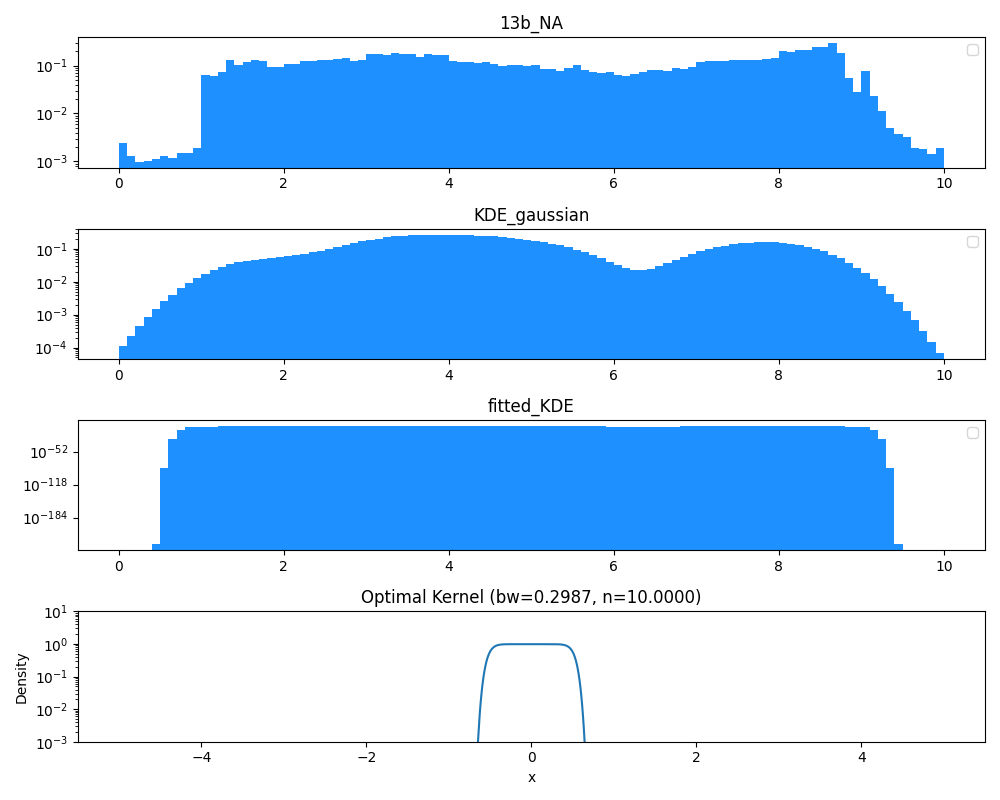 13b_NA
10⁻¹
10⁻²
10⁻³
0 2 4 6 8 10
KDE_gaussian
10⁻¹
10⁻²
10⁻³
10⁻⁴
0 2 4 6 8 10
fitted_KDE
10⁻⁵²
10⁻¹¹⁸
10⁻¹⁸⁴
0 2 4 6 8 10
Optimal Kernel (bw=0.2987, n=10.0000)
Density
10¹
10⁰
10⁻¹
10⁻²
10⁻³
−4 −2 0 2 4
x